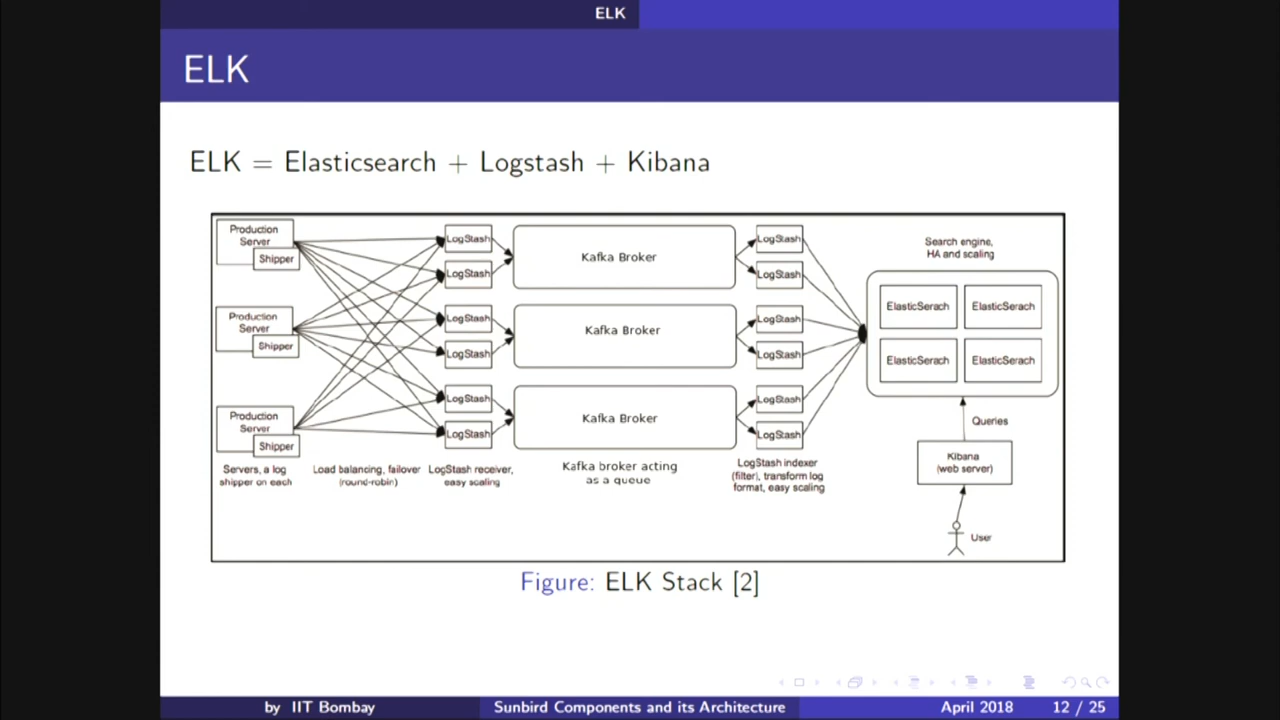 ELK
ELK
ELK = Elasticsearch + Logstash + Kibana
Production
Server
Shipper
Production
Server
Shipper
Production
Server
Shipper
Servers, a log
shipper on each
Load balancing, failover
(round-robin)
LogStash
LogStash
LogStash
LogStash
LogStash
LogStash
LogStash receiver,
easy scaling
Kafka Broker
Kafka Broker
Kafka Broker
Kafka broker acting
as a queue
LogStash
LogStash
LogStash
LogStash
LogStash
LogStash
LogStash indexer
(filter), transform log
format, easy scaling
Search engine,
HA and scaling
ElasticSerach
ElasticSerach
ElasticSerach
ElasticSerach
Queries
Kibana
(web server)
User
Figure: ELK Stack [2]
by IIT Bombay
Sunbird Components and its Architecture
April 2018
12 / 25